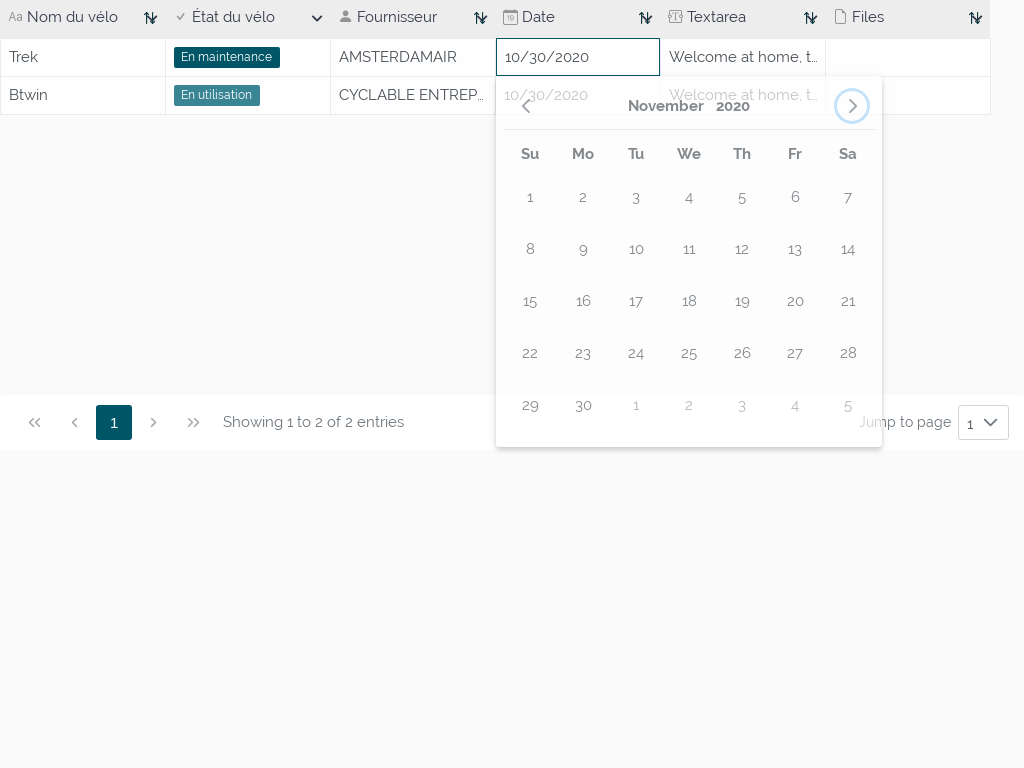 Aa Nom du vélo État du vélo Fournisseur 19 Date Textarea Files
Trek En maintenance AMSTERDAMAIR 10/30/2020 Welcome at home, t...
Btwin En utilisation CYCLABLE ENTREP... 10/30/2020 Welcome at home, t...
November 2020
Su Mo Tu We Th Fr Sa
1 2 3 4 5 6 7
8 9 10 11 12 13 14
15 16 17 18 19 20 21
22 23 24 25 26 27 28
29 30 1 2 3 4 5
1 Showing 1 to 2 of 2 entries Jump to page 1